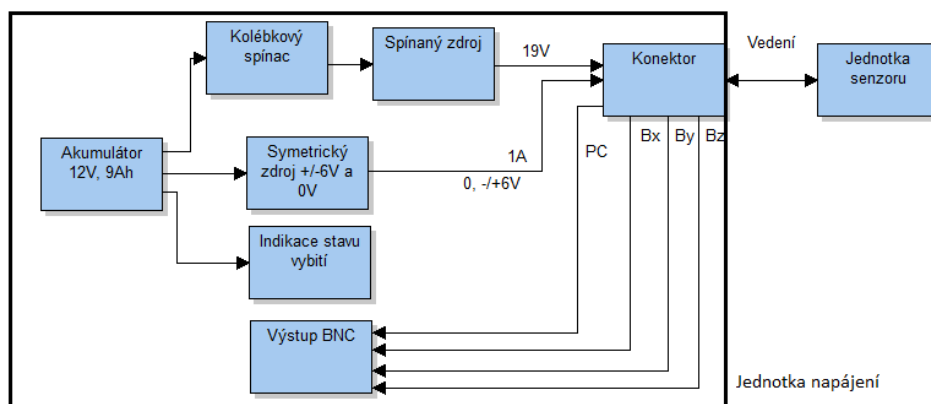 Kolébkový
spínac
Spínaný zdroj
19V
Konektor
Vedení
Jednotka
senzoru
Akumulátor
12V, 9Ah
Symetrický
zdroj +/-6V a
0V
1A
0, -/+6V
PC
Bx
By
Bz
Indikace stavu
vybití
Výstup BNC
Jednotka napájení